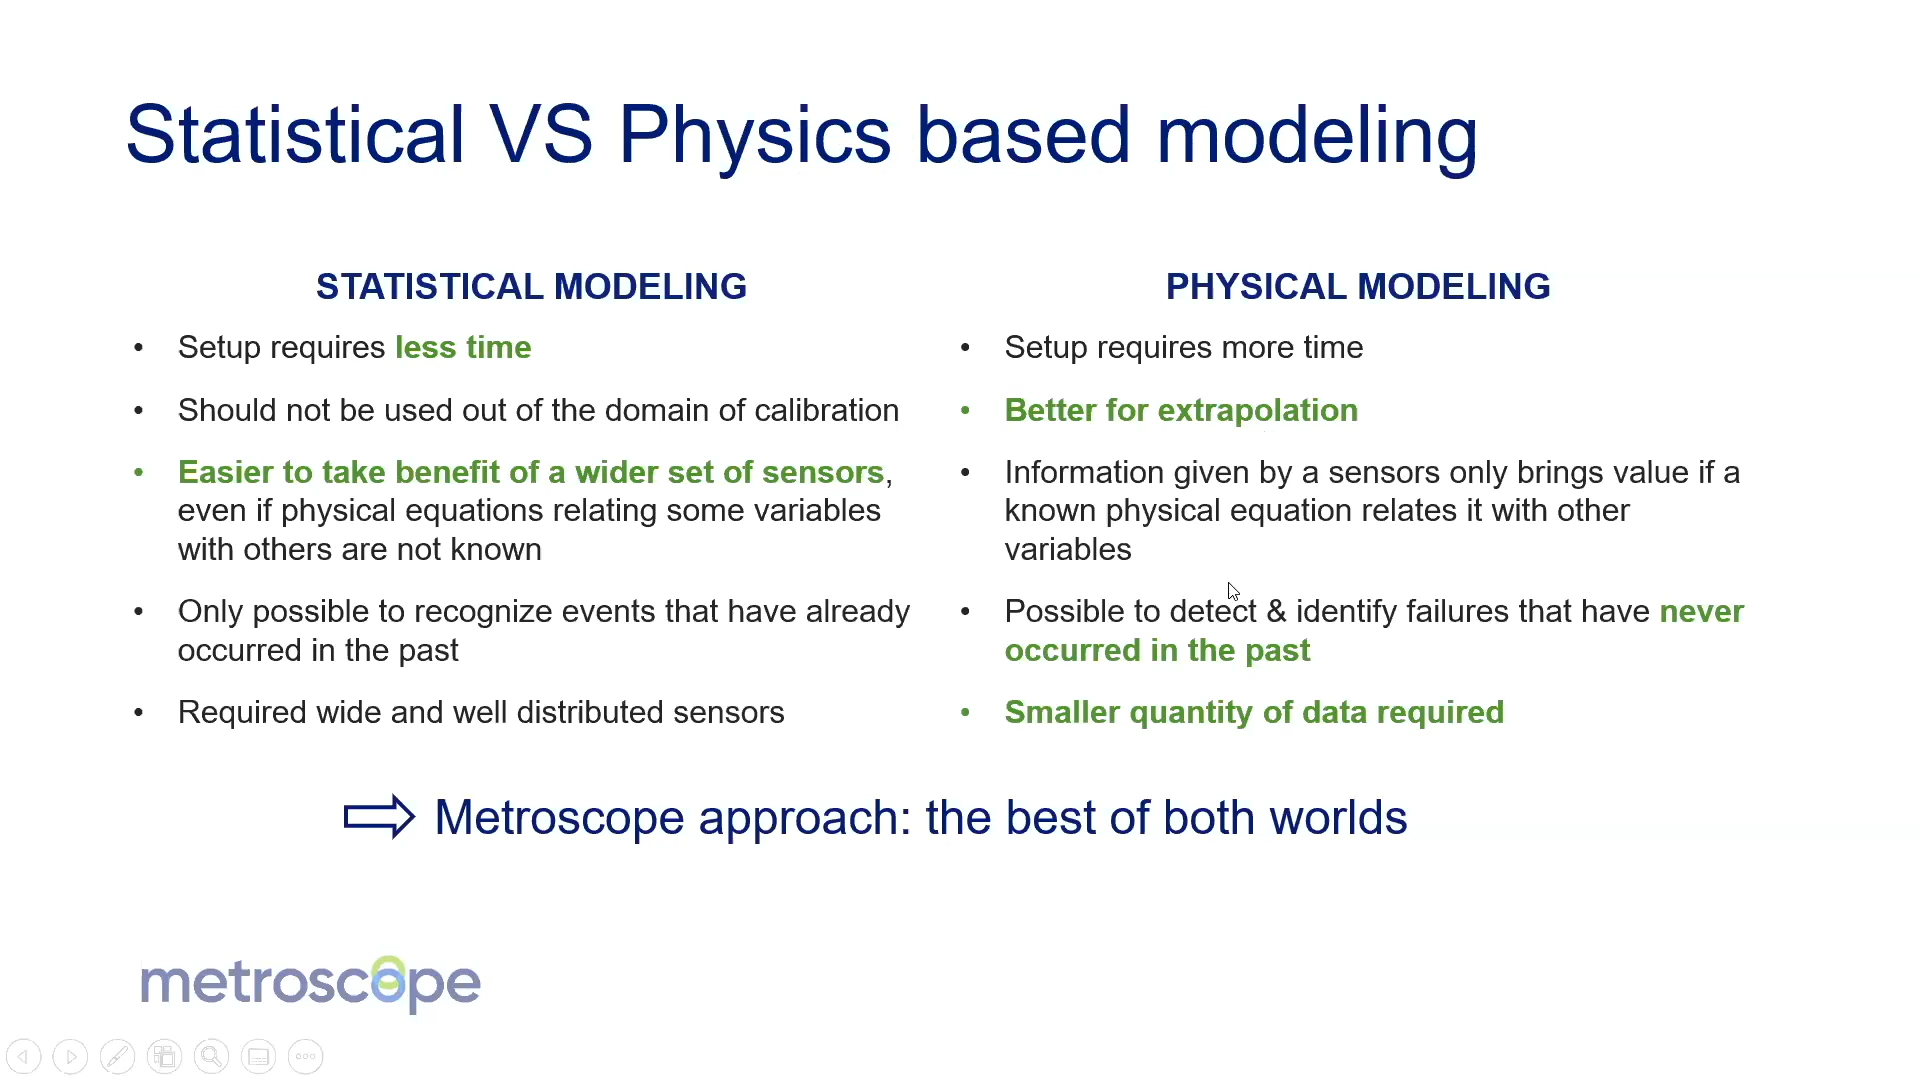 Statistical VS Physics based modeling
STATISTICAL MODELING
• Setup requires less time
• Should not be used out of the domain of calibration
• Easier to take benefit of a wider set of sensors,
even if physical equations relating some variables
with others are not known
• Only possible to recognize events that have already
occurred in the past
• Required wide and well distributed sensors
PHYSICAL MODELING
• Setup requires more time
• Better for extrapolation
• Information given by a sensors only brings value if a
known physical equation relates it with other
variables
• Possible to detect & identify failures that have never
occurred in the past
• Smaller quantity of data required
Metroscope approach: the best of both worlds
metroscope